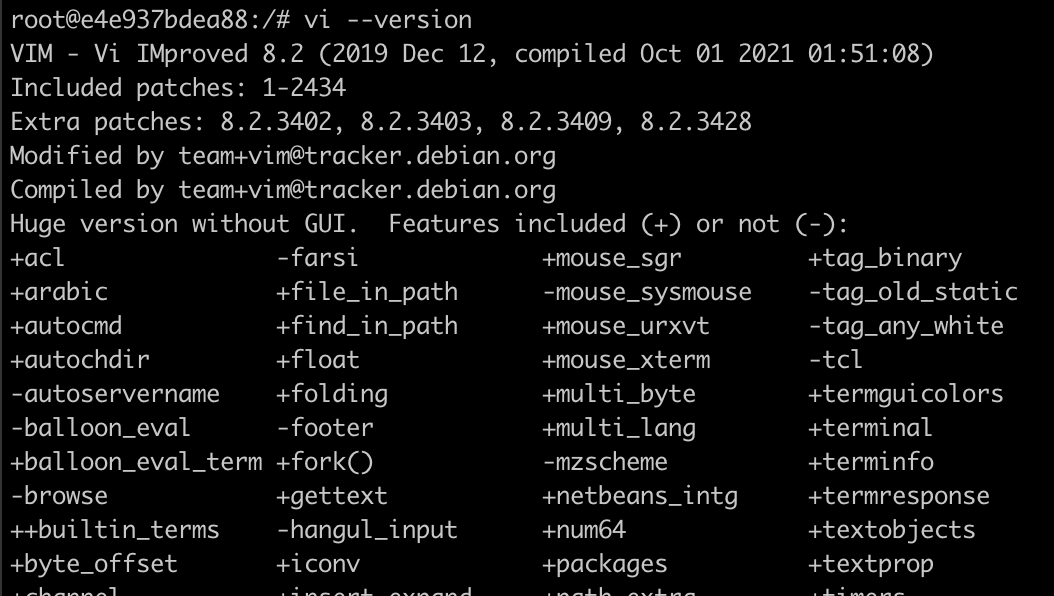 root@e4e937bdea88:/# vi --version
VIM - Vi IMproved 8.2 (2019 Dec 12, compiled Oct 01 2021 01:51:08)
Included patches: 1-2434
Extra patches: 8.2.3402, 8.2.3403, 8.2.3409, 8.2.3428
Modified by team+vim@tracker.debian.org
Compiled by team+vim@tracker.debian.org
Huge version without GUI.  Features included (+) or not (-):
+acl               -farsi             +mouse_sgr         +tag_binary
+arabic            +file_in_path      -mouse_sysmouse    -tag_old_static
+autocmd           +find_in_path      +mouse_urxvt       -tag_any_white
+autochdir         +float             +mouse_xterm       -tcl
-autoservername    +folding           +multi_byte        +termguicolors
-balloon_eval      -footer            +multi_lang        +terminal
+balloon_eval_term +fork()            -mzscheme          +terminfo
-browse            +gettext           +netbeans_intg     +termresponse
++builtin_terms    -hangul_input      +num64             +textobjects
+byte_offset       +iconv             +packages          +textprop
+channel           +insert_expand     +path_extra        +timers